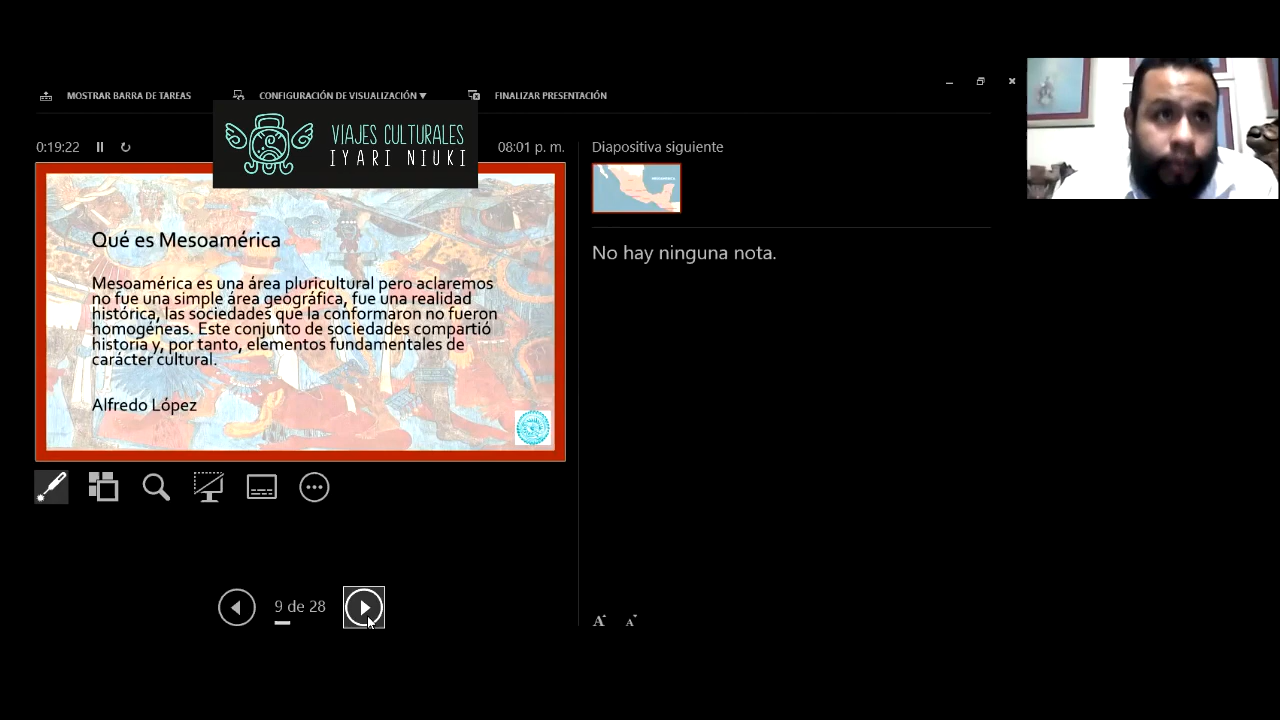 MOSTRAR BARRA DE TAREAS
CONFIGURACIÓN DE VISUALIZACIÓN ▼
FINALIZAR PRESENTACIÓN
VIAJES CULTURALES
IYARI NIUKI
0:19:22
08:01 p. m.
Qué es Mesoamérica
Mesoamérica es una área pluricultural pero aclaremos
no fue una simple área geográfica, fue una realidad
histórica, las sociedades que la conformaron no fueron
homogéneas. Este conjunto de sociedades compartió
historia y, por tanto, elementos fundamentales de
carácter cultural.
Alfredo López
9 de 28
Diapositiva siguiente
No hay ninguna nota.
A A